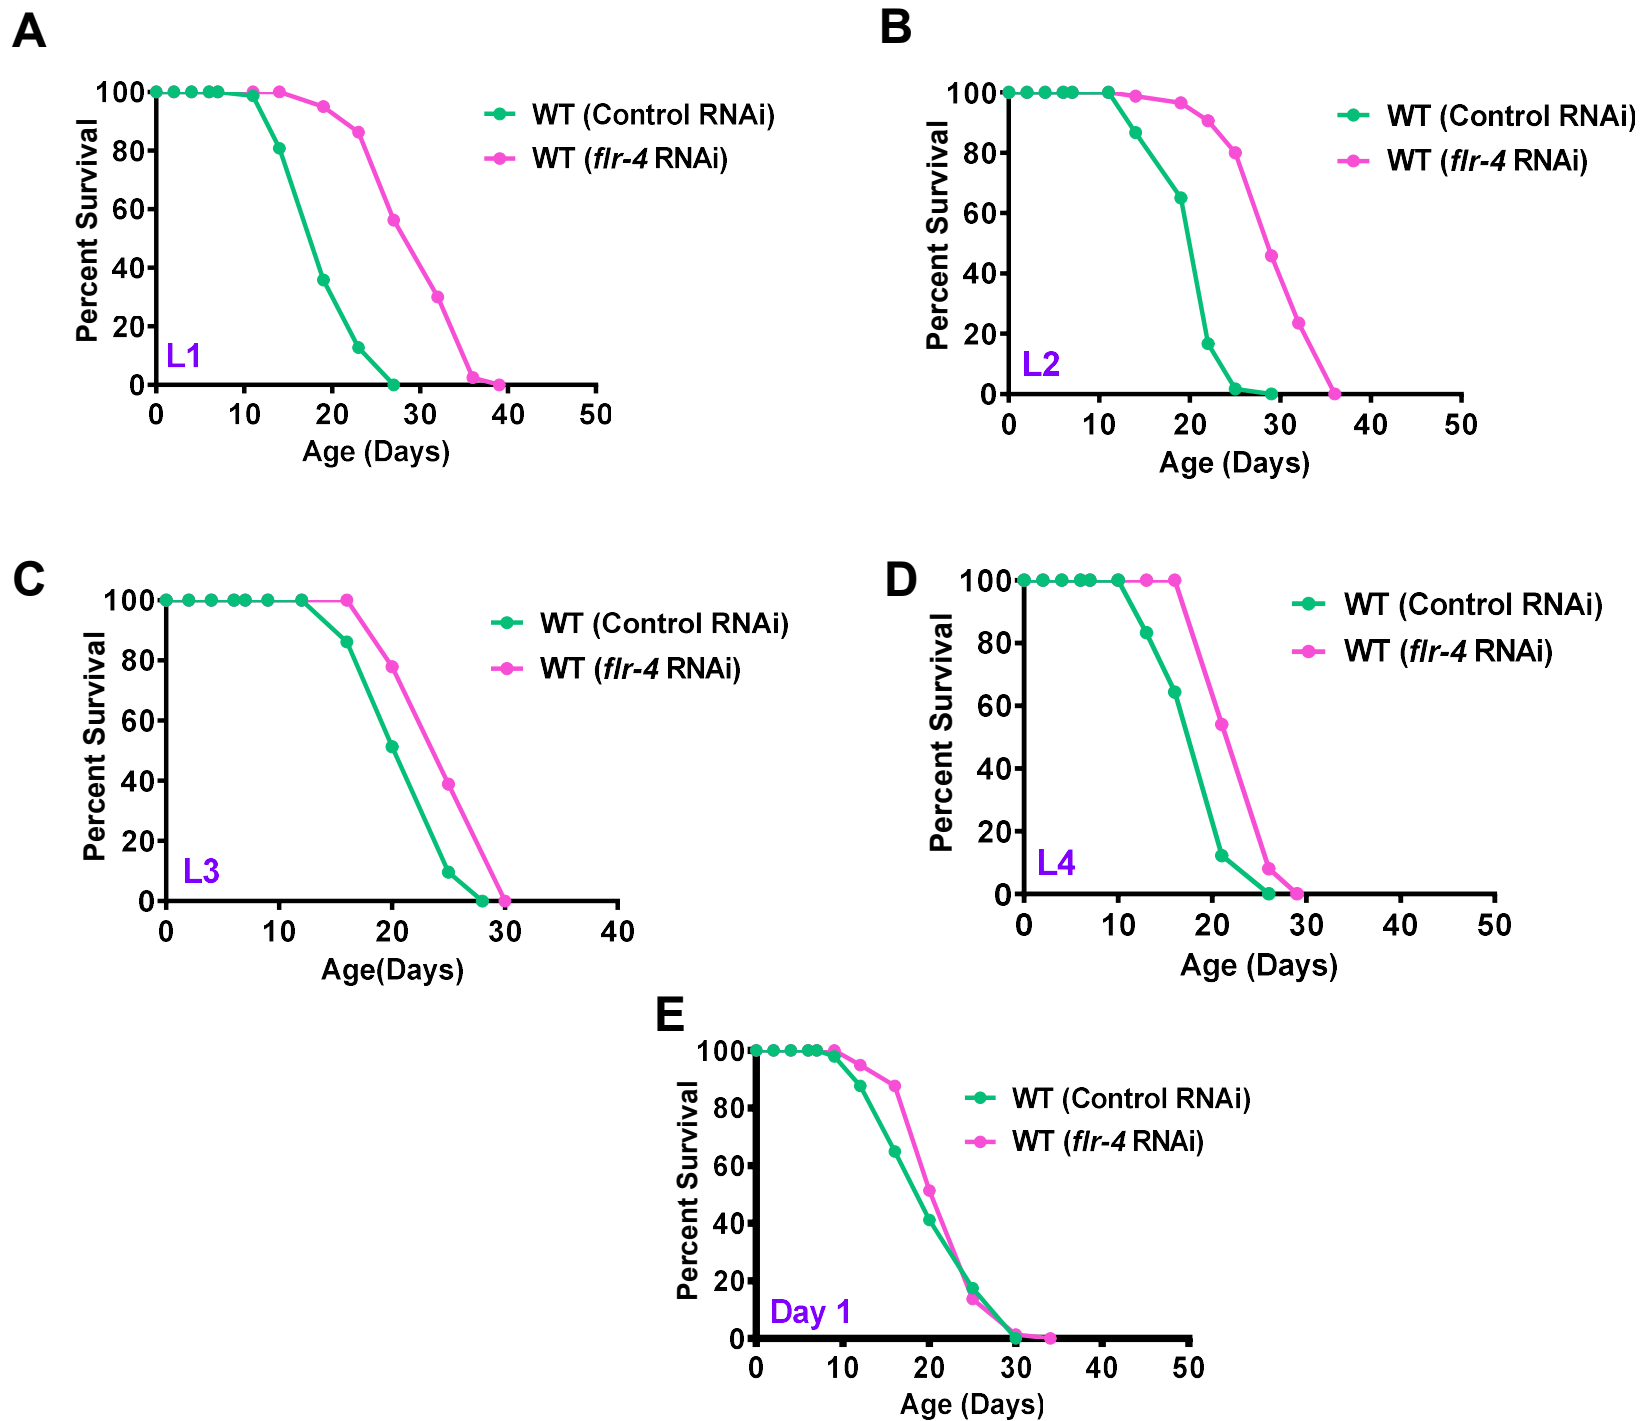 A
100
80
60
40
20
0
Percent Survival
L1
0 10 20 30 40 50
Age (Days)
WT (Control RNAi)
WT (flr-4 RNAi)
B
100
80
60
40
20
0
Percent Survival
L2
0 10 20 30 40 50
Age (Days)
WT (Control RNAi)
WT (flr-4 RNAi)
C
100
80
60
40
20
0
Percent Survival
L3
0 10 20 30 40
Age(Days)
WT (Control RNAi)
WT (flr-4 RNAi)
D
100
80
60
40
20
0
Percent Survival
L4
0 10 20 30 40 50
Age (Days)
WT (Control RNAi)
WT (flr-4 RNAi)
E
100
80
60
40
20
0
Percent Survival
Day 1
0 10 20 30 40 50
Age (Days)
WT (Control RNAi)
WT (flr-4 RNAi)